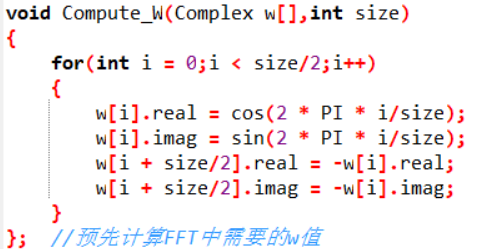 void Compute_W(Complex w[],int size)
{
    for(int i = 0;i < size/2;i++)
    {
        w[i].real = cos(2 * PI * i/size);
        w[i].imag = sin(2 * PI * i/size);
        w[i + size/2].real = -w[i].real;
        w[i + size/2].imag = -w[i].imag;
    }
};  //预先计算FFT中需要的w值